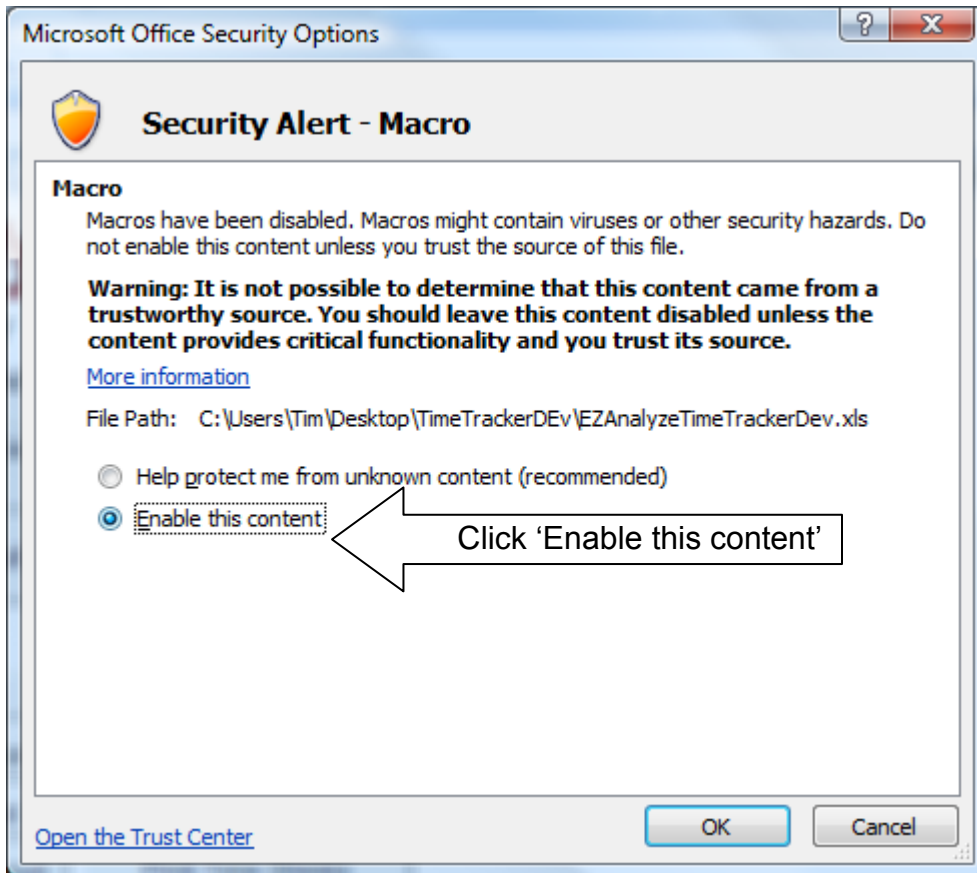 Microsoft Office Security Options
?
X
Security Alert - Macro
Macro
Macros have been disabled. Macros might contain viruses or other security hazards. Do
not enable this content unless you trust the source of this file.
Warning: It is not possible to determine that this content came from a
trustworthy source. You should leave this content disabled unless the
content provides critical functionality and you trust its source.
More information
File Path: C:\Users\Tim\Desktop\TimeTrackerDEv\EZAnalyzeTimeTrackerDev.xls
Help protect me from unknown content (recommended)
Enable this content
Click ‘Enable this content’
Open the Trust Center
OK
Cancel